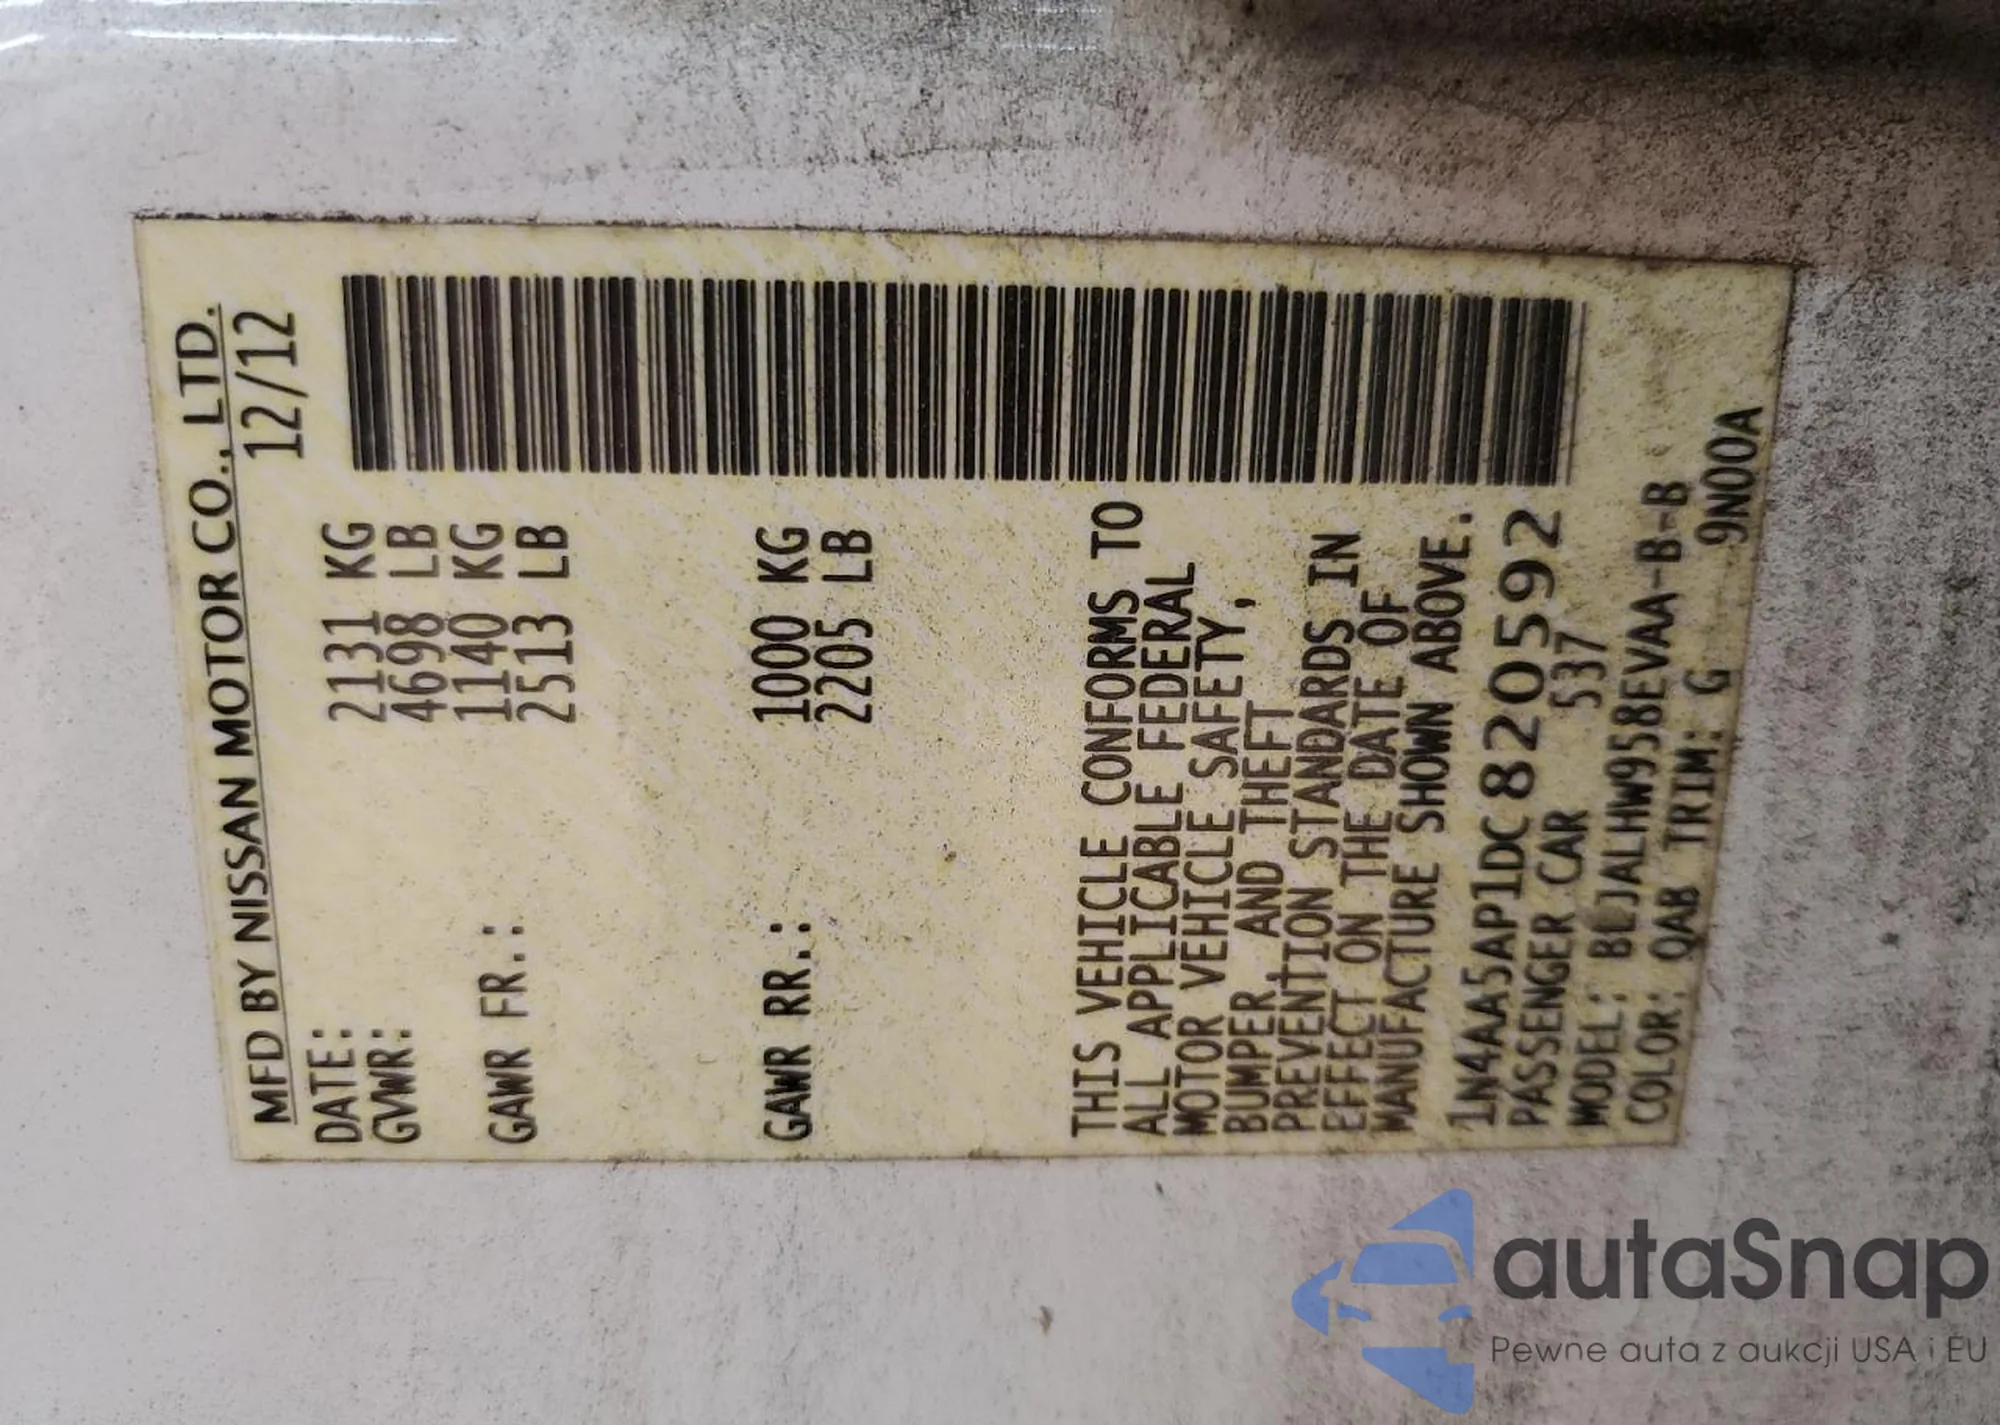 MFD BY NISSAN MOTOR CO., LTD.
DATE: 12/12
GVWR: 2131 KG
4698 LB
GAWR FR.: 1140 KG
2513 LB
GAWR RR.: 1000 KG
2205 LB
THIS VEHICLE CONFORMS TO
ALL APPLICABLE FEDERAL
MOTOR VEHICLE SAFETY,
BUMPER, AND THEFT
PREVENTION STANDARDS IN
EFFECT ON THE DATE OF
MANUFACTURE SHOWN ABOVE.
1N4AA5AP1DC820592
PASSENGER CAR 537
MODEL: BLJALHW958EVAA-B-B
COLOR: QAB TRIM: G 9N00A
autaSnap
Pewne auta z aukcji USA i EU